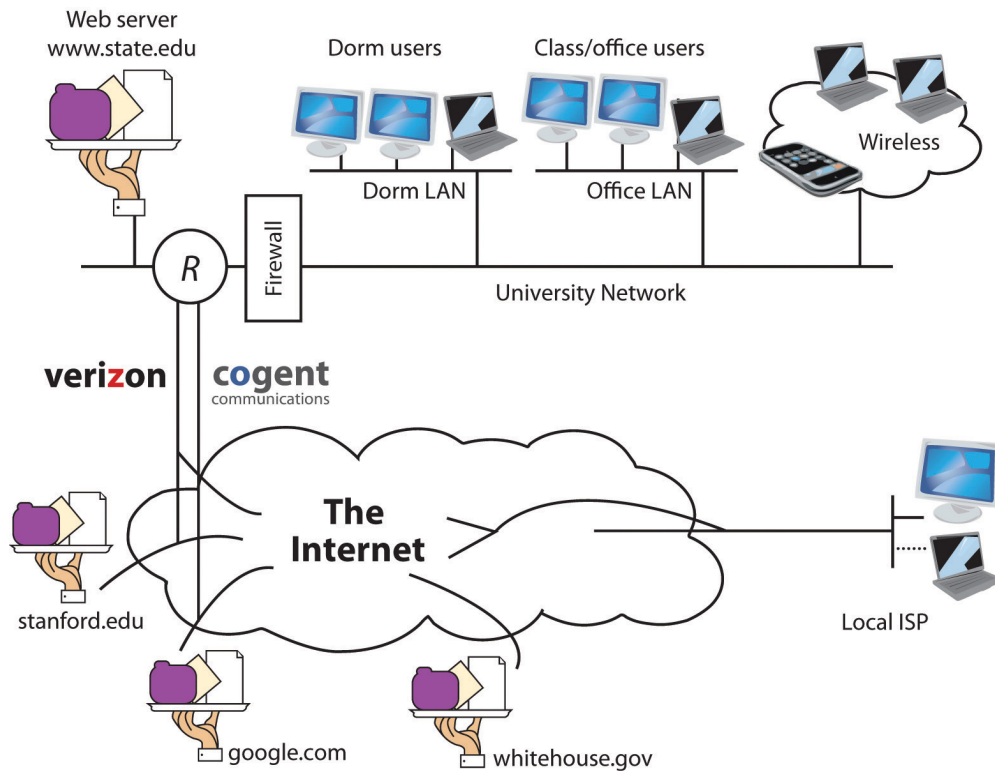 Web server
www.state.edu
Dorm users
Class/office users
Wireless
Dorm LAN
Office LAN
R
Firewall
University Network
verizon
cogent
communications
The
Internet
stanford.edu
Local ISP
google.com
whitehouse.gov